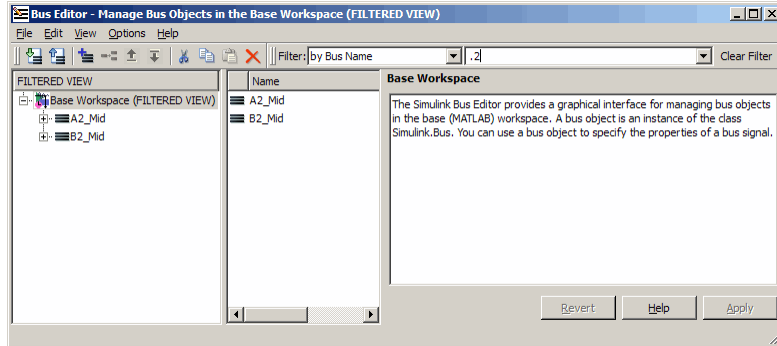 Bus Editor - Manage Bus Objects in the Base Workspace (FILTERED VIEW)
File Edit View Options Help
Filter: by Bus Name .2 Clear Filter
FILTERED VIEW
Base Workspace (FILTERED VIEW)
A2_Mid
B2_Mid
Name
A2_Mid
B2_Mid
Base Workspace
The Simulink Bus Editor provides a graphical interface for managing bus objects
in the base (MATLAB) workspace. A bus object is an instance of the class
Simulink.Bus. You can use a bus object to specify the properties of a bus signal.
Revert Help Apply